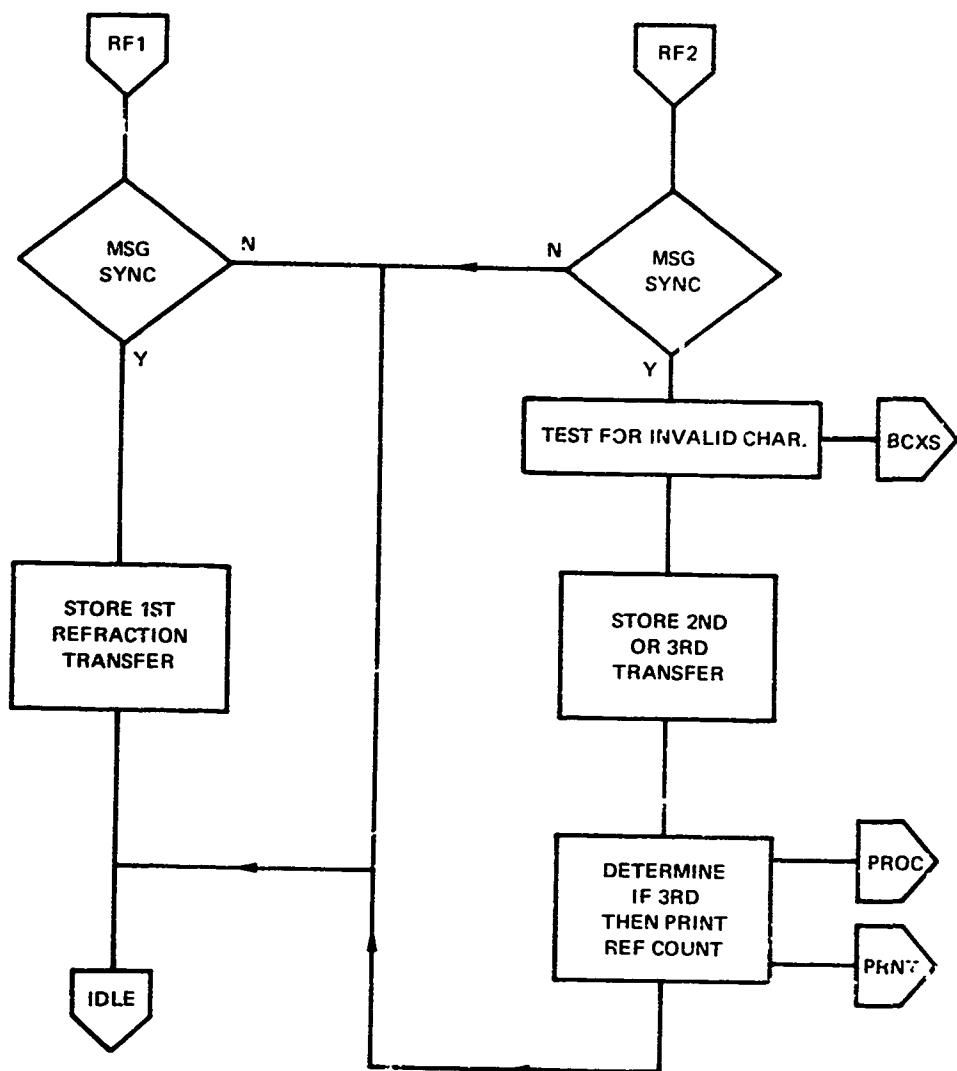 RF1
RF2
MSG
SYNC
N
Y
N
MSG
SYNC
Y
TEST FOR INVALID CHAR.
BCXS
STORE 1ST
REFRACTION
TRANSFER
STORE 2ND
OR 3RD
TRANSFER
DETERMINE
IF 3RD
THEN PRINT
REF COUNT
PROC
PRNT
IDLE